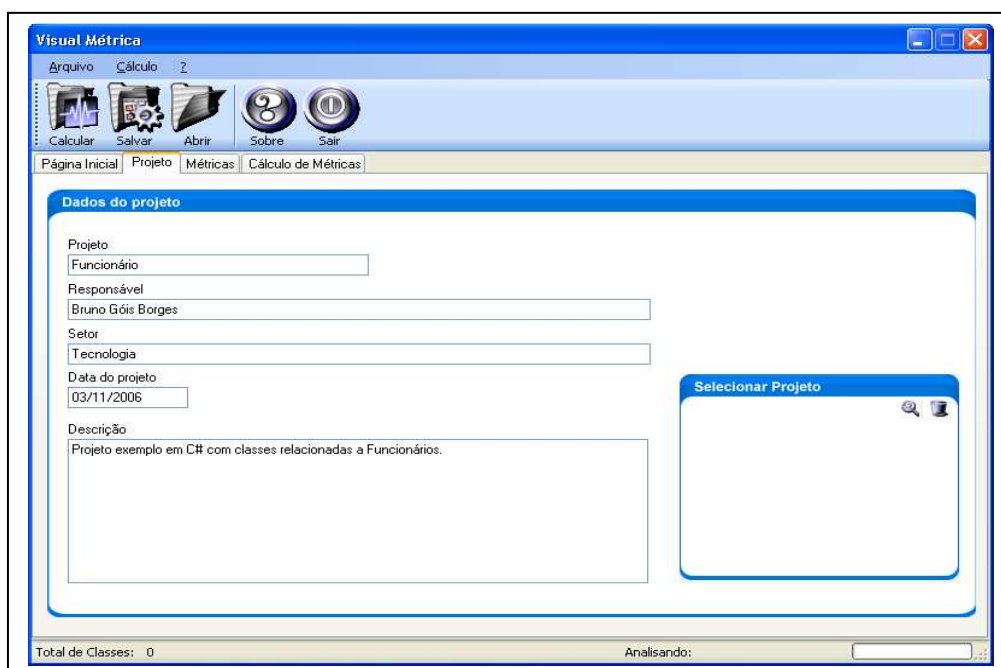 Visual Métrica
Arquivo Cálculo ?
Calcular Salvar Abrir Sobre Sair
Página Inicial Projeto Métricas Cálculo de Métricas
Dados do projeto
Projeto
Funcionário
Responsável
Bruno Góis Borges
Setor
Tecnologia
Data do projeto
03/11/2006
Descrição
Projeto exemplo em C# com classes relacionadas a Funcionários.
Selecionar Projeto
Total de Classes: 0 Analisando: